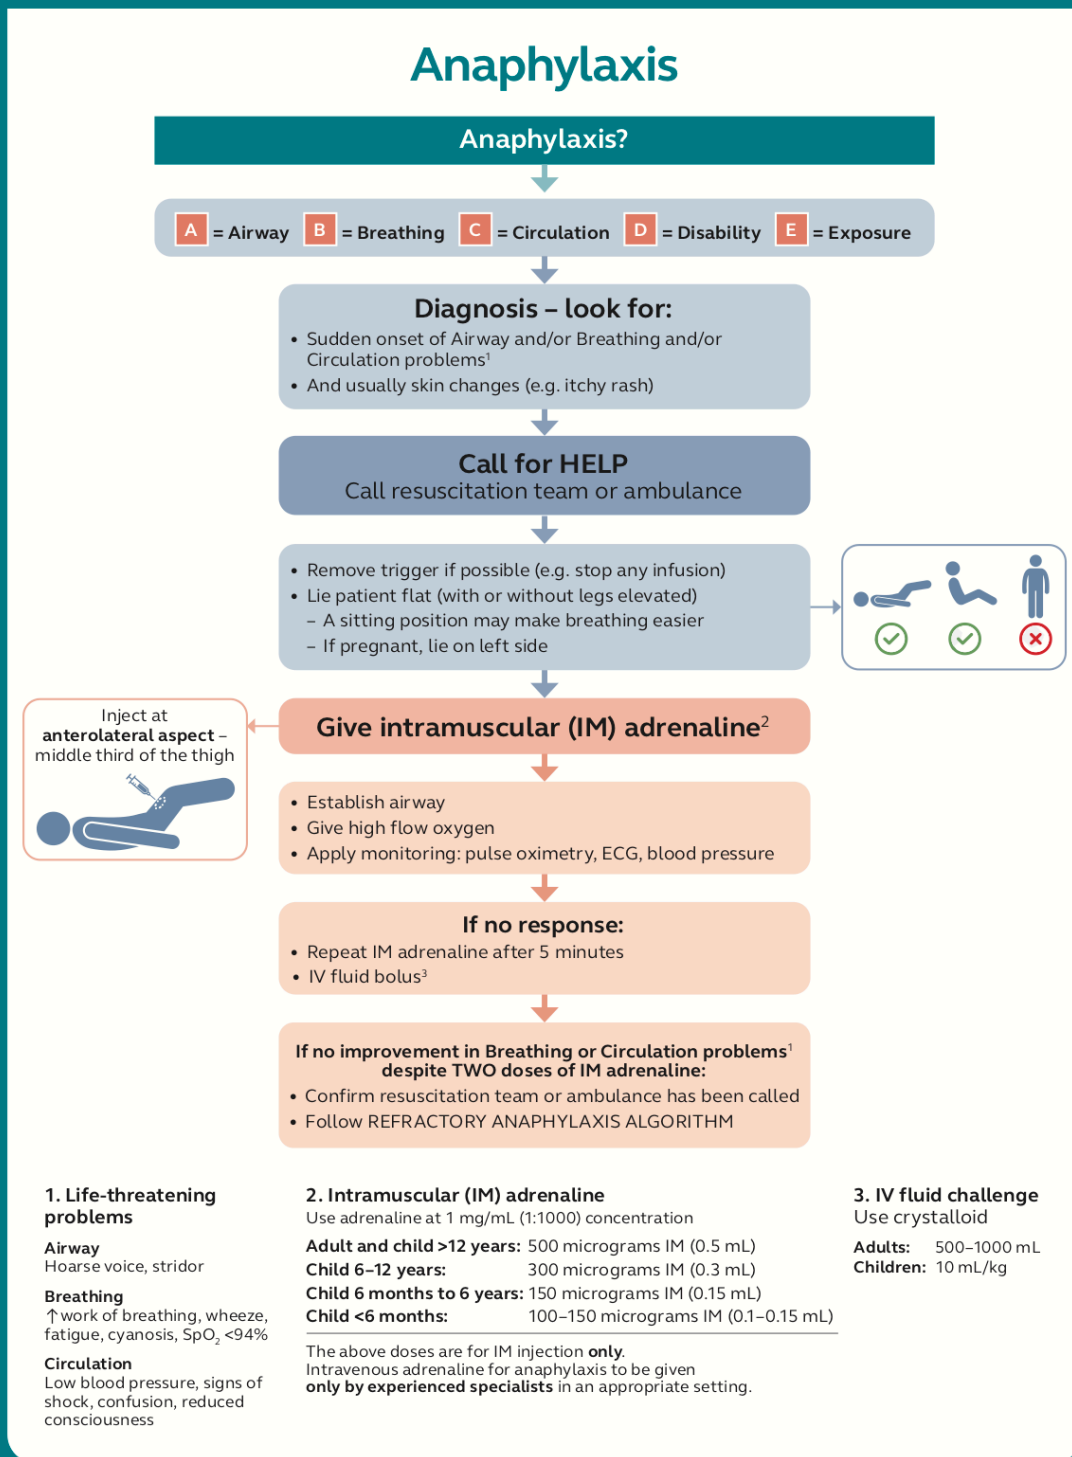 Anaphylaxis
Anaphylaxis?
A = Airway B = Breathing C = Circulation D = Disability E = Exposure
Diagnosis – look for:
• Sudden onset of Airway and/or Breathing and/or
Circulation problems¹
• And usually skin changes (e.g. itchy rash)
Call for HELP
Call resuscitation team or ambulance
• Remove trigger if possible (e.g. stop any infusion)
• Lie patient flat (with or without legs elevated)
– A sitting position may make breathing easier
– If pregnant, lie on left side
Inject at
anterolateral aspect –
middle third of the thigh
Give intramuscular (IM) adrenaline²
• Establish airway
• Give high flow oxygen
• Apply monitoring: pulse oximetry, ECG, blood pressure
If no response:
• Repeat IM adrenaline after 5 minutes
• IV fluid bolus³
If no improvement in Breathing or Circulation problems¹
despite TWO doses of IM adrenaline:
• Confirm resuscitation team or ambulance has been called
• Follow REFRACTORY ANAPHYLAXIS ALGORITHM
1. Life-threatening
problems
Airway
Hoarse voice, stridor
Breathing
↑work of breathing, wheeze,
fatigue, cyanosis, SpO₂ <94%
Circulation
Low blood pressure, signs of
shock, confusion, reduced
consciousness
2. Intramuscular (IM) adrenaline
Use adrenaline at 1 mg/mL (1:1000) concentration
Adult and child >12 years: 500 micrograms IM (0.5 mL)
Child 6–12 years: 300 micrograms IM (0.3 mL)
Child 6 months to 6 years: 150 micrograms IM (0.15 mL)
Child <6 months: 100–150 micrograms IM (0.1–0.15 mL)
The above doses are for IM injection only.
Intravenous adrenaline for anaphylaxis to be given
only by experienced specialists in an appropriate setting.
3. IV fluid challenge
Use crystalloid
Adults: 500–1000 mL
Children: 10 mL/kg